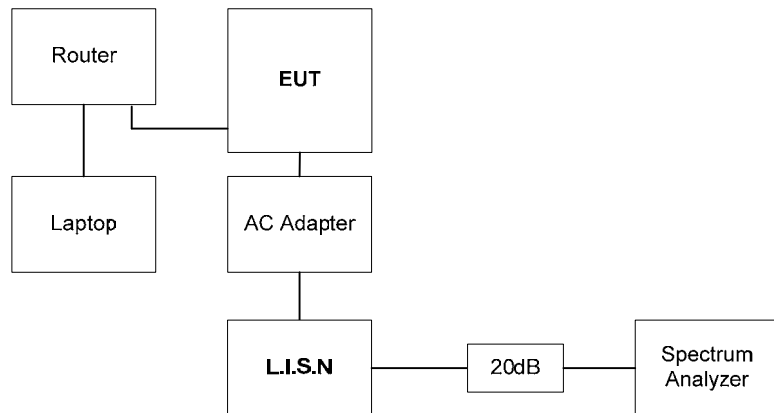 Router
EUT
Laptop
AC Adapter
L.I.S.N
20dB
Spectrum
Analyzer